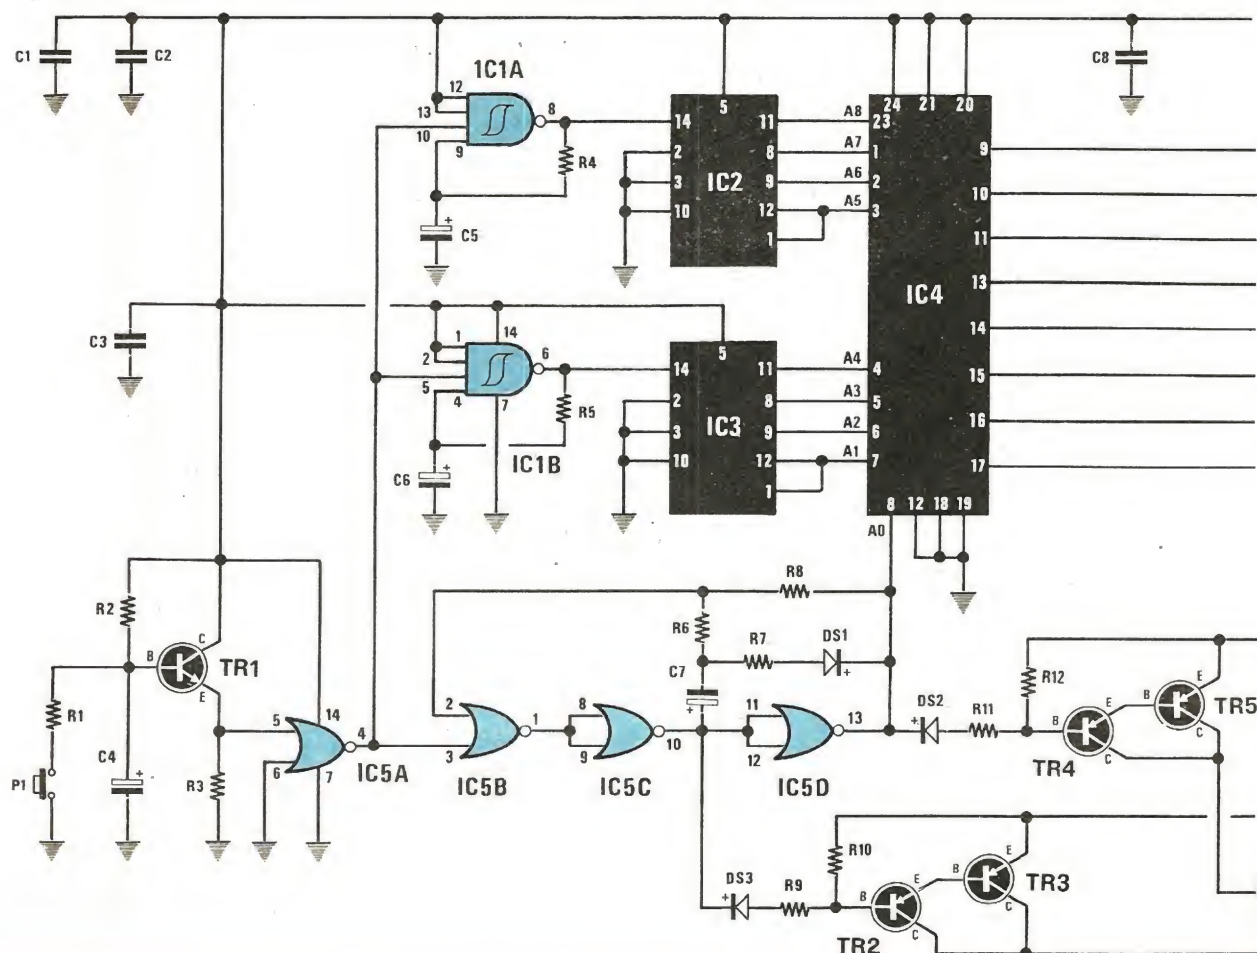 C1
C2
C8
1C1A
12
13
10
9
8
R4
C5
5
14
2
3
10
IC2
11
8
9
12
1
A8
A7
A6
A5
24
21
20
23
1
2
3
IC4
9
10
11
13
14
15
16
17
C3
1
2
5
4
14
6
7
R5
IC1B
C6
5
14
2
3
10
IC3
11
8
9
12
1
A4
A3
A2
A1
4
5
6
7
8
12
18
19
A0
R2
B
C
E
TR1
R1
P1
C4
R3
5
6
14
4
7
IC5A
R8
R6
R7
DS1
+
C7
+
2
3
1
IC5B
8
9
10
IC5C
11
12
13
IC5D
DS2
+
R11
R12
B
E
C
TR4
B
E
C
TR5
DS3
+
R9
R10
B
E
C
TR2
B
E
C
TR3
+
+
+